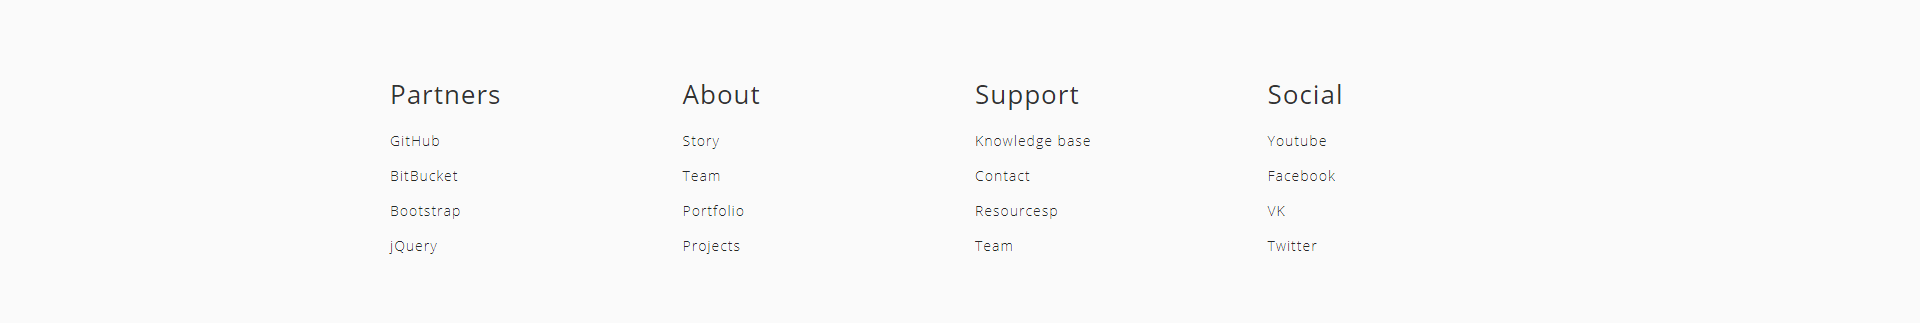 Partners
GitHub
BitBucket
Bootstrap
jQuery
About
Story
Team
Portfolio
Projects
Support
Knowledge base
Contact
Resourcesp
Team
Social
Youtube
Facebook
VK
Twitter